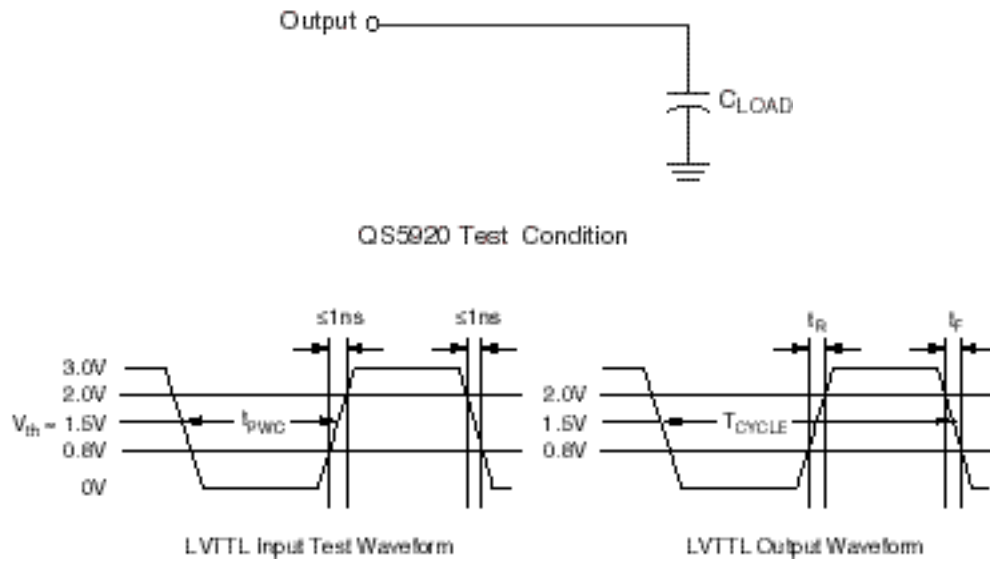 Output
CLOAD
QS5920 Test Condition
≤1ns ≤1ns tR tF
3.0V
2.0V 2.0V
Vth = 1.5V tPWC 1.5V TCYCLE
0.8V 0.8V
0V
LVTTL Input Test Waveform LVTTL Output Waveform